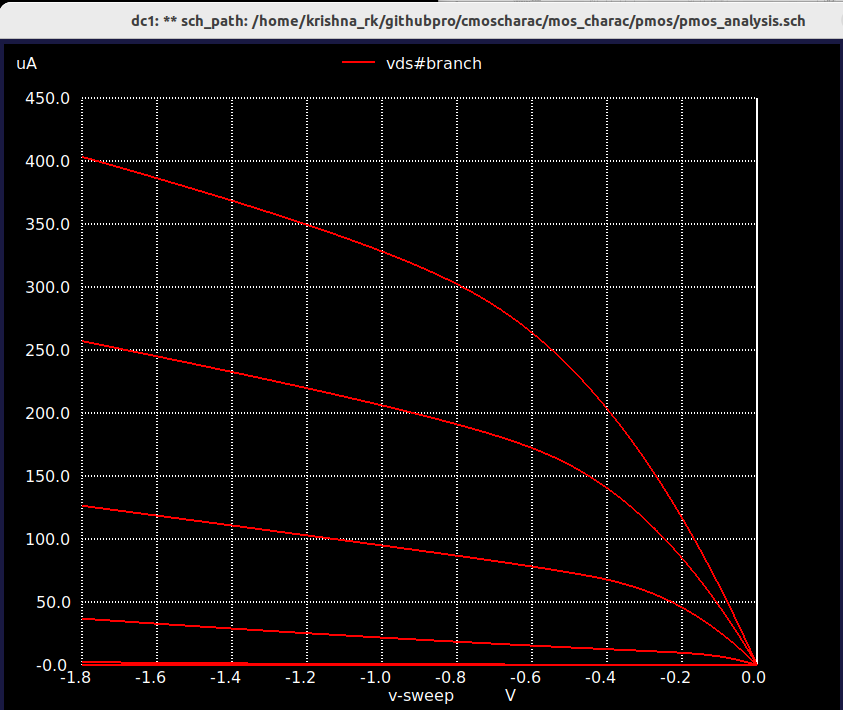 dc1: ** sch_path: /home/krishna_rk/githubpro/cmoscharac/mos_charac/pmos/pmos_analysis.sch
uA
vds#branch
450.0
400.0
350.0
300.0
250.0
200.0
150.0
100.0
50.0
-0.0
-1.8 -1.6 -1.4 -1.2 -1.0 -0.8 -0.6 -0.4 -0.2 0.0
v-sweep V